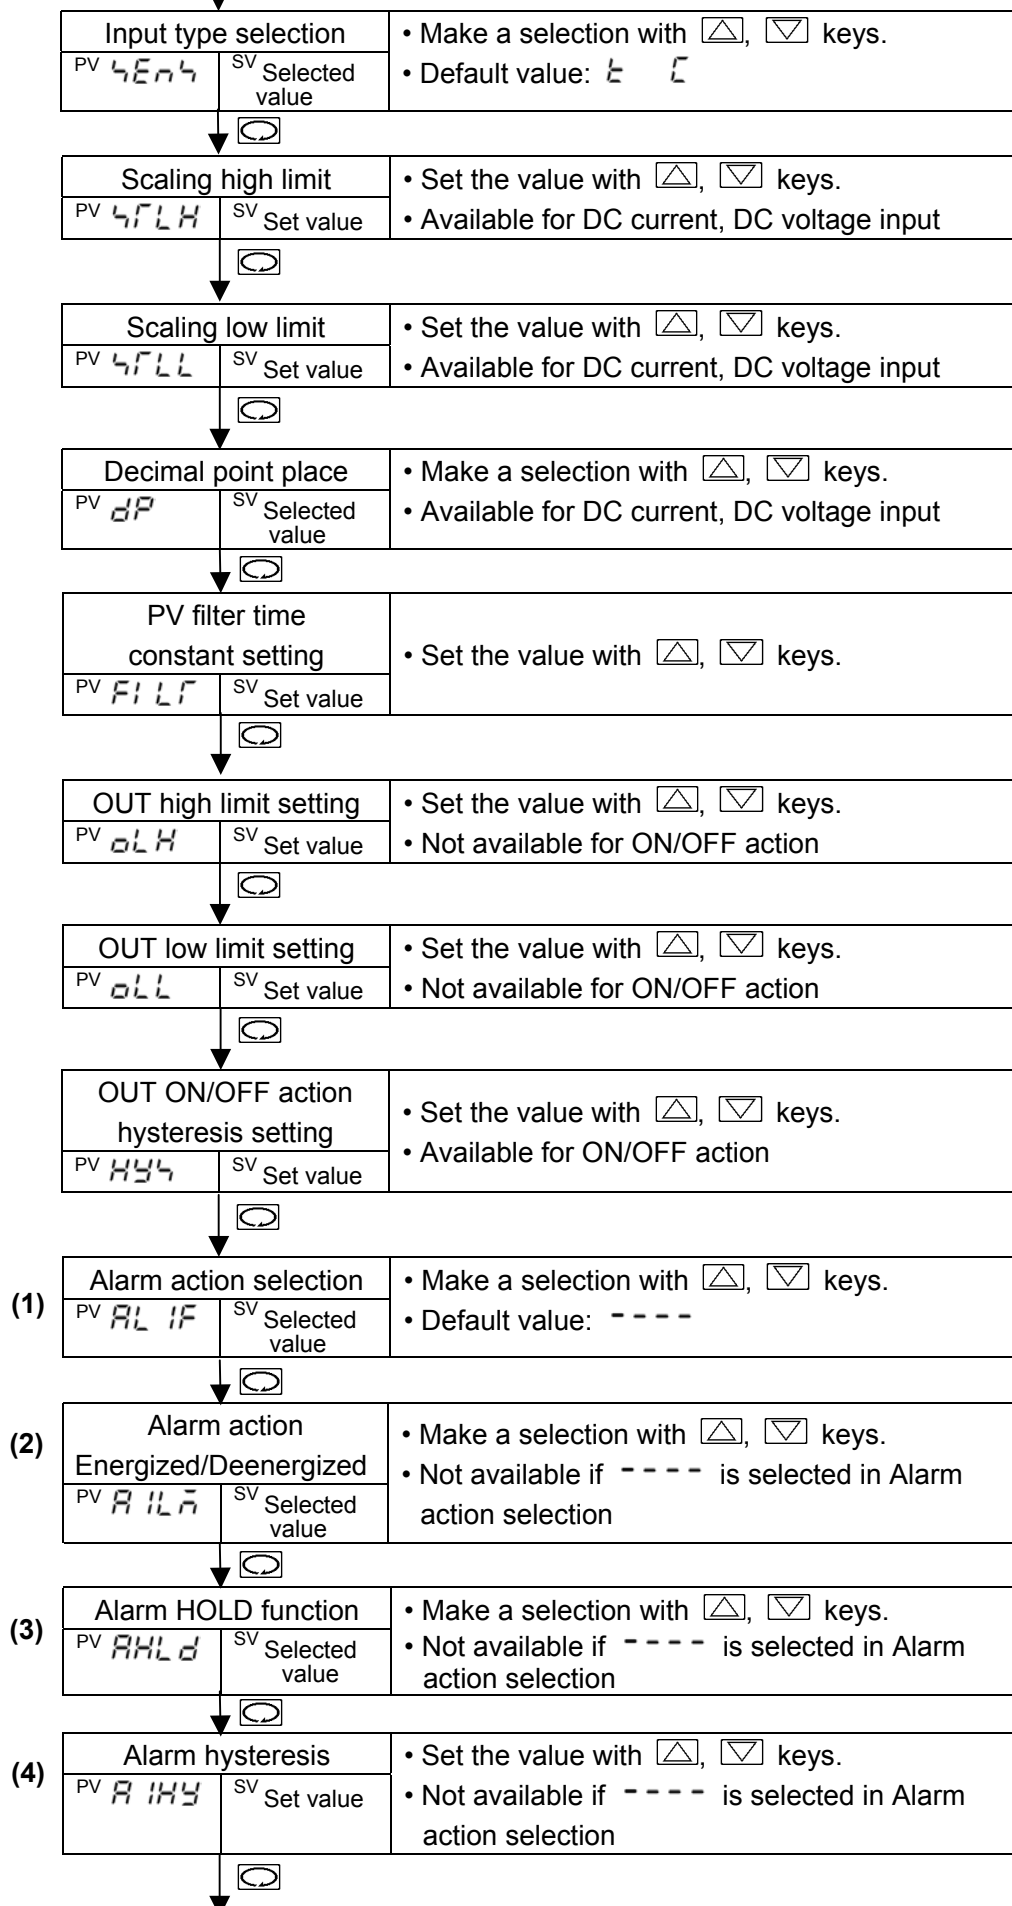 Input type selection
• Make a selection with △, ▽ keys.
PV SEnS SV Selected value
• Default value: E C
Scaling high limit
• Set the value with △, ▽ keys.
PV STLH SV Set value
• Available for DC current, DC voltage input
Scaling low limit
• Set the value with △, ▽ keys.
PV STLL SV Set value
• Available for DC current, DC voltage input
Decimal point place
• Make a selection with △, ▽ keys.
PV dP SV Selected value
• Available for DC current, DC voltage input
PV filter time
constant setting
• Set the value with △, ▽ keys.
PV FILT SV Set value
OUT high limit setting
• Set the value with △, ▽ keys.
PV oLH SV Set value
• Not available for ON/OFF action
OUT low limit setting
• Set the value with △, ▽ keys.
PV oLL SV Set value
• Not available for ON/OFF action
OUT ON/OFF action
hysteresis setting
• Set the value with △, ▽ keys.
• Available for ON/OFF action
PV HYS SV Set value
(1) Alarm action selection
• Make a selection with △, ▽ keys.
PV AL1F SV Selected value
• Default value: ----
(2) Alarm action
Energized/Deenergized
• Make a selection with △, ▽ keys.
• Not available if ---- is selected in Alarm
action selection
PV A1LM SV Selected value
(3) Alarm HOLD function
• Make a selection with △, ▽ keys.
PV AHLd SV Selected value
• Not available if ---- is selected in Alarm
action selection
(4) Alarm hysteresis
• Set the value with △, ▽ keys.
PV A1HY SV Set value
• Not available if ---- is selected in Alarm
action selection